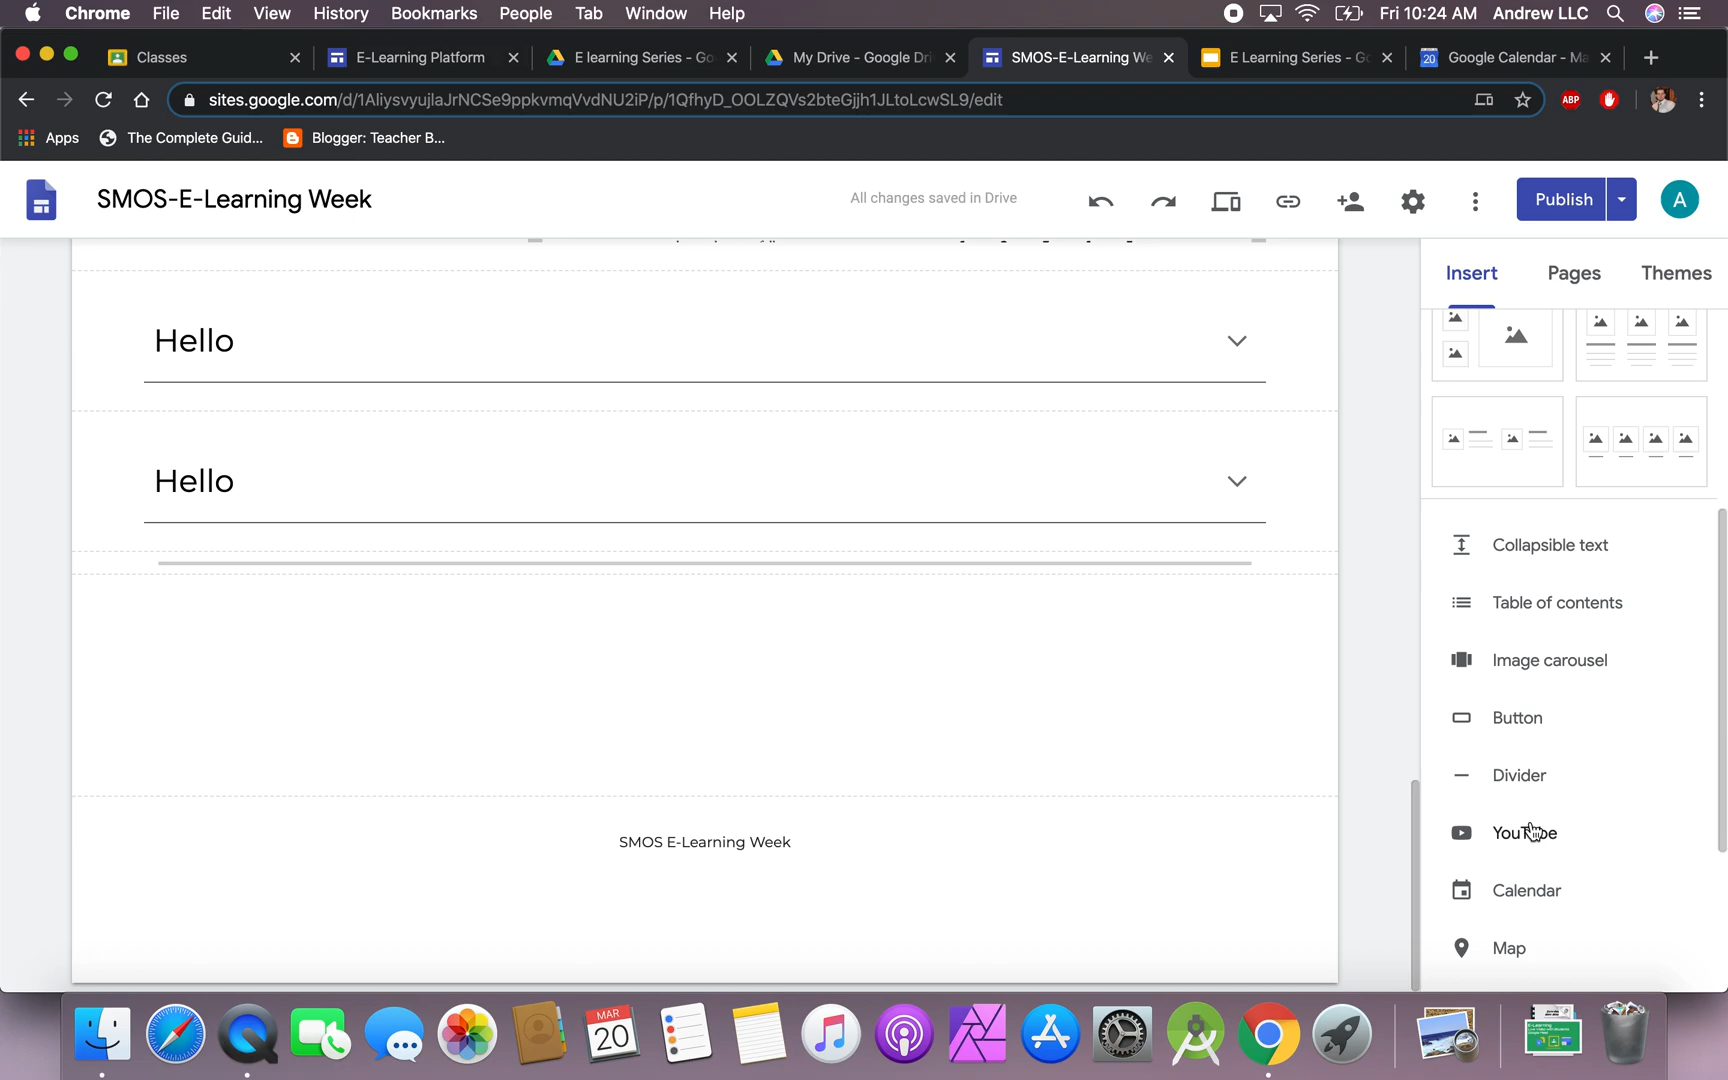 Chrome File Edit View History Bookmarks People Tab Window Help Fri 10:24 AM Andrew LLC
Classes E-Learning Platform E learning Series - Go My Drive - Google Dri SMOS-E-Learning We E Learning Series - Go Google Calendar - Ma
sites.google.com/d/1AliysvyujlaJrNCSe9ppkvmqVvdNU2iP/p/1QfhyD_OOLZQVs2bteGjjh1JLtoLcwSL9/edit ABP
Apps The Complete Guid... Blogger: Teacher B...
SMOS-E-Learning Week All changes saved in Drive Publish A
Insert Pages Themes
Hello
Hello
Collapsible text
Table of contents
Image carousel
Button
Divider
YouTube
Calendar
Map
SMOS E-Learning Week
MAR
20